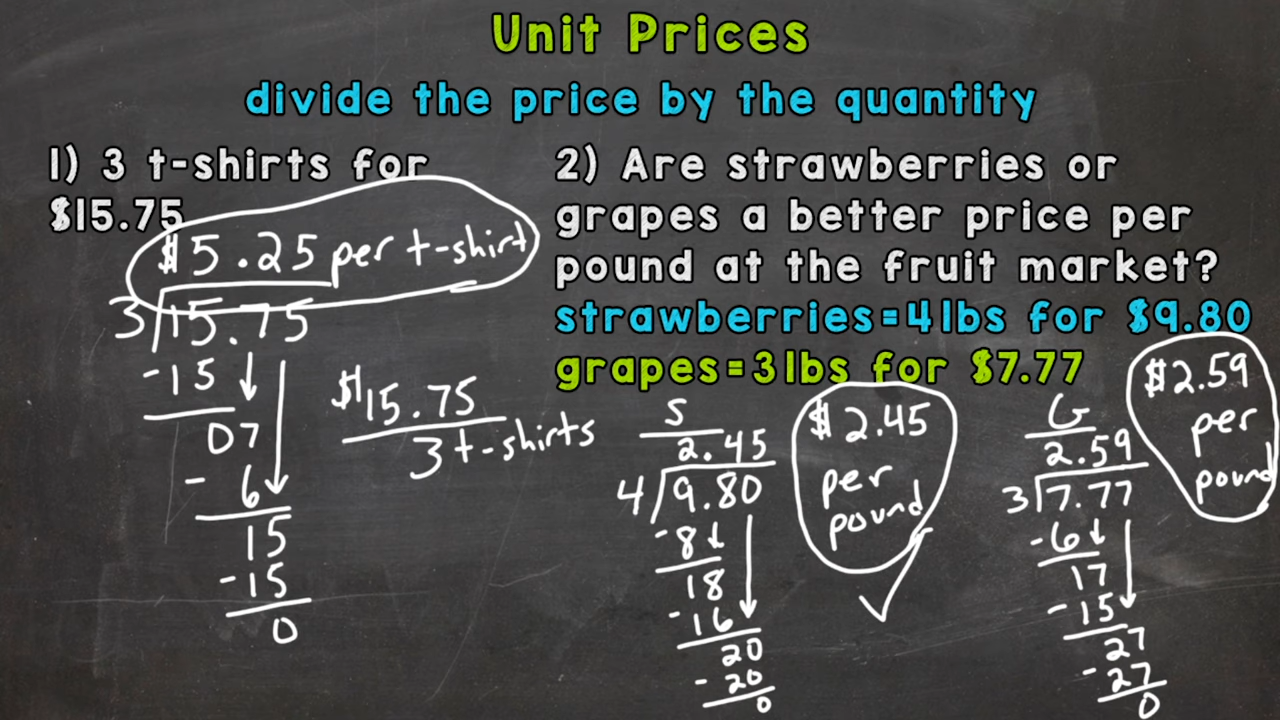 Unit Prices
divide the price by the quantity
1) 3 t-shirts for
$15.75
$5.25 per t-shirt
3 15.75
-15
07
- 6
15
-15
0
$15.75
3 t-shirts
2) Are strawberries or
grapes a better price per
pound at the fruit market?
strawberries=4lbs for $9.80
grapes=3lbs for $7.77
S
2.45
4 9.80
-8
18
-16
20
- 20
0
$2.45
per
pound
G
2.59
3 7.77
-6
17
-15
27
- 27
0
$2.59
per
pound